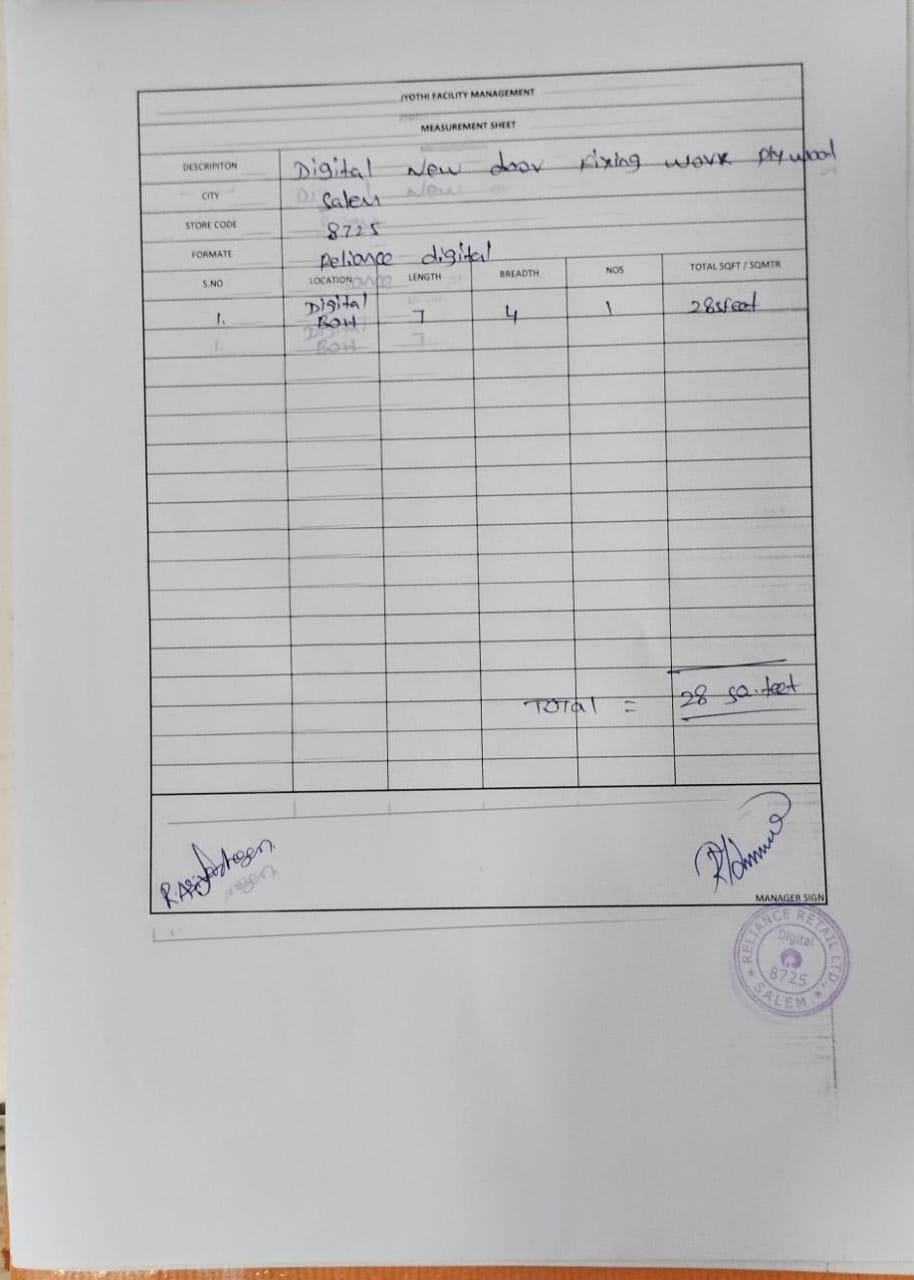 JYOTHI FACILITY MANAGEMENT
MEASUREMENT SHEET
DESCRIPITON Digital New door Fixing work Plywood
CITY Salem
STORE CODE 8725
FORMATE Reliance digital
S.NO LOCATION LENGTH BREADTH NOS TOTAL SQFT / SQMTR
1. Digital BOH 7 4 1 28sfeet
TOTAL = 28 sq.feet
MANAGER SIGN
RELIANCE RETAIL LTD.,
Digital
8725
* SALEM. *